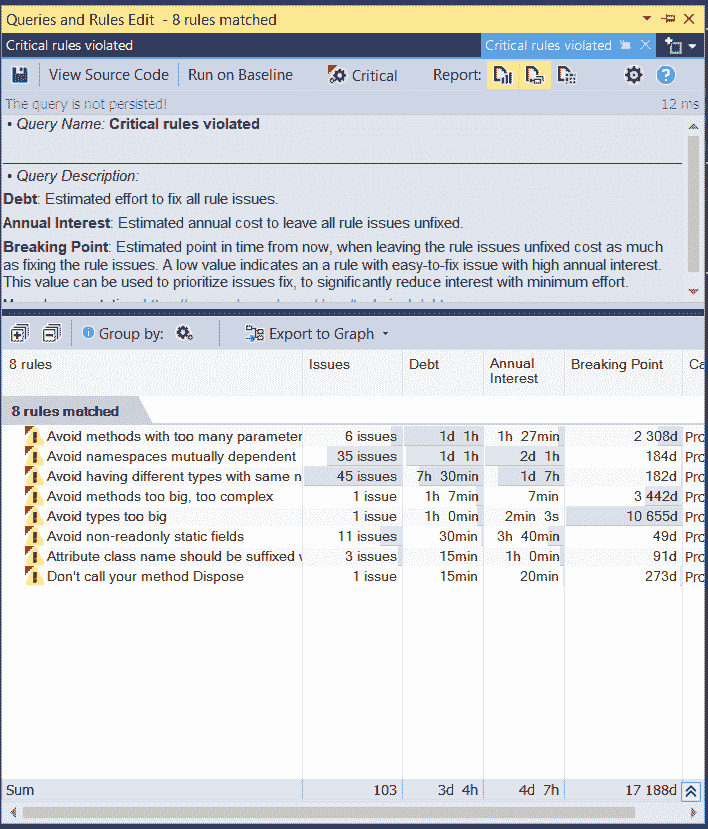 Queries and Rules Edit - 8 rules matched
Critical rules violated
Critical rules violated
View Source Code Run on Baseline Critical Report:
The query is not persisted! 12 ms
• Query Name: Critical rules violated
• Query Description:
Debt: Estimated effort to fix all rule issues.
Annual Interest: Estimated annual cost to leave all rule issues unfixed.
Breaking Point: Estimated point in time from now, when leaving the rule issues unfixed cost as much
as fixing the rule issues. A low value indicates an a rule with easy-to-fix issue with high annual interest.
This value can be used to prioritize issues fix, to significantly reduce interest with minimum effort.
Group by: Export to Graph
8 rules Issues Debt Annual Interest Breaking Point Ca
8 rules matched
Avoid methods with too many parameter 6 issues 1d 1h 1h 27min 2 308d Pro
Avoid namespaces mutually dependent 35 issues 1d 1h 2d 1h 184d Pro
Avoid having different types with same n 45 issues 7h 30min 1d 7h 182d Pro
Avoid methods too big, too complex 1 issue 1h 7min 7min 3 442d Pro
Avoid types too big 1 issue 1h 0min 2min 3s 10 655d Pro
Avoid non-readonly static fields 11 issues 30min 3h 40min 49d Pro
Attribute class name should be suffixed v 3 issues 15min 1h 0min 91d Pro
Don't call your method Dispose 1 issue 15min 20min 273d Pro
Sum 103 3d 4h 4d 7h 17 188d